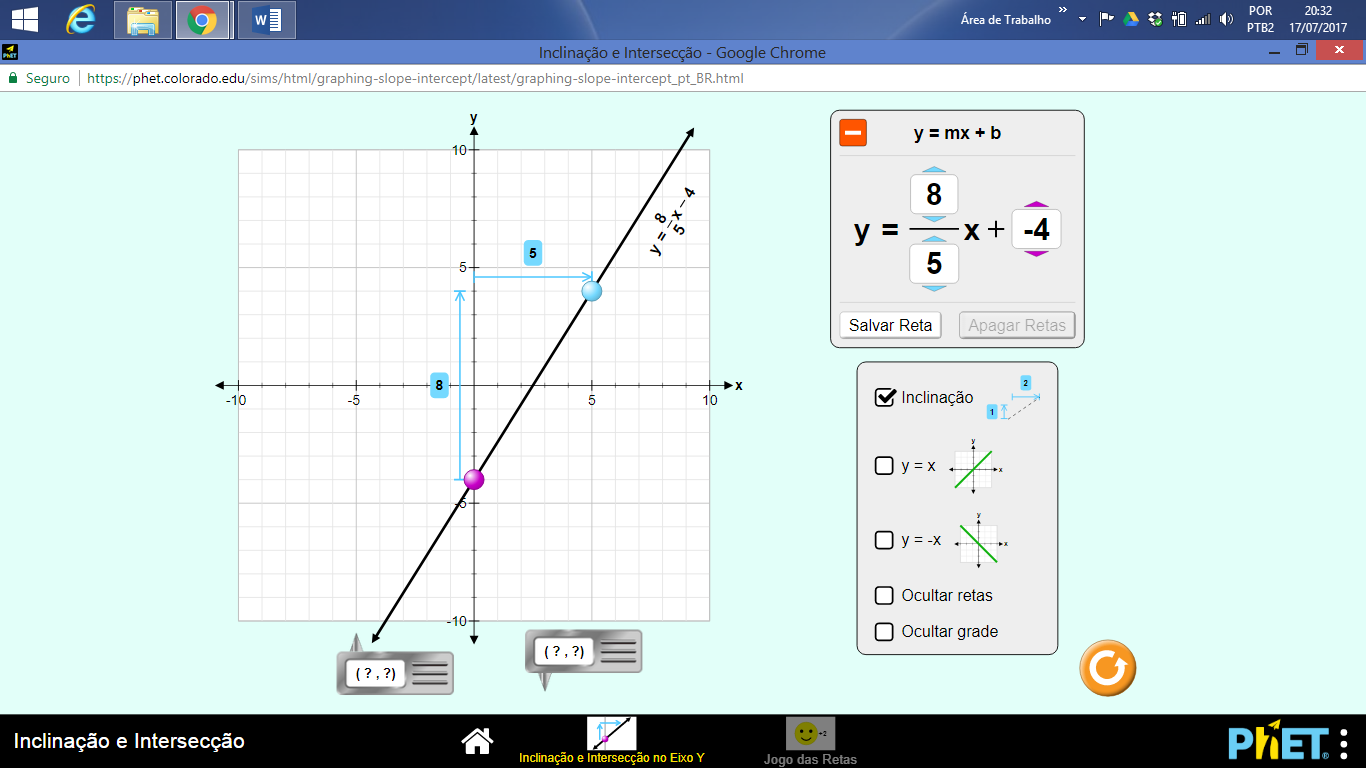 Área de Trabalho
»
POR
PTB2
20:32
17/07/2017
PhET
Inclinação e Intersecção - Google Chrome
Seguro
https://phet.colorado.edu/sims/html/graphing-slope-intercept/latest/graphing-slope-intercept_pt_BR.html
y
10
5
-5
-10
-10
-5
5
10
x
y = 8/5 x − 4
5
8
(?, ?)
(?, ?)
y = mx + b
y = 8/5 x + -4
Salvar Reta
Apagar Retas
Inclinação
2
1
y = x
y
x
y = -x
y
x
Ocultar retas
Ocultar grade
Inclinação e Intersecção
Inclinação e Intersecção no Eixo Y
+2
Jogo das Retas
PhET